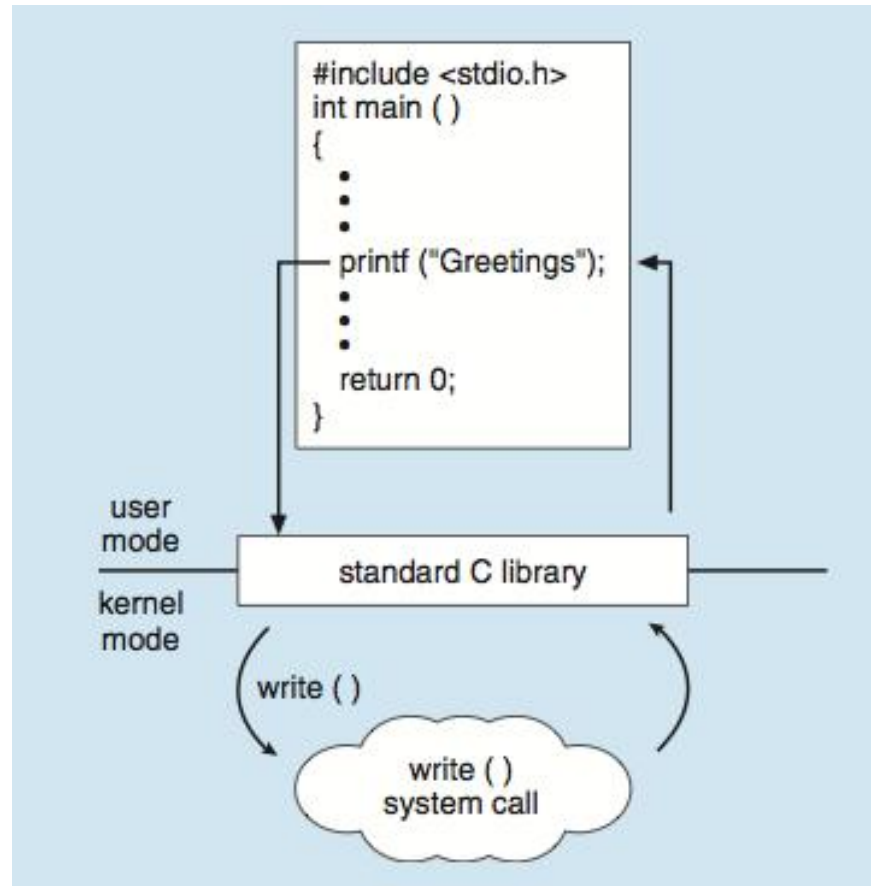 #include <stdio.h>
int main ( )
{
•
•
•
printf ("Greetings");
•
•
•
return 0;
}
user
mode
standard C library
kernel
mode
write ( )
write ( )
system call